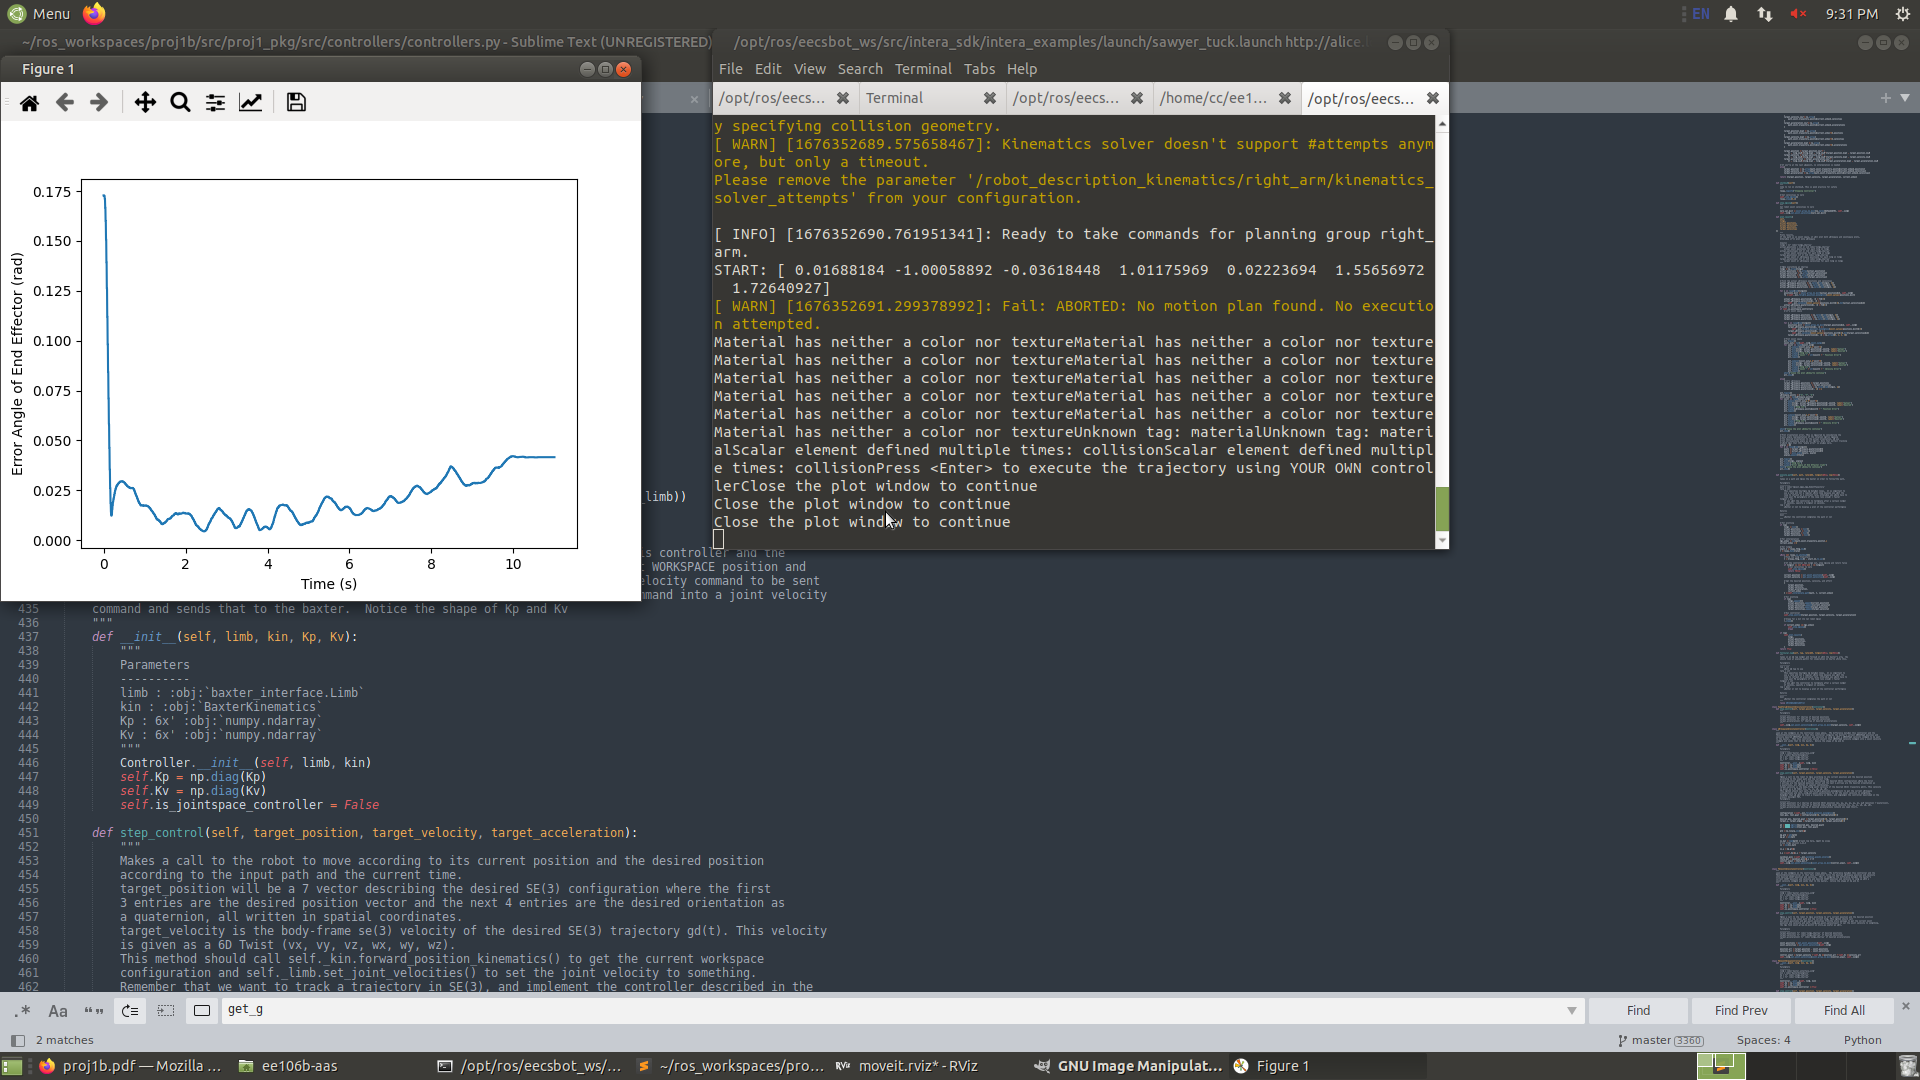 Menu
EN
9:31 PM
~/ros_workspaces/proj1b/src/proj1_pkg/src/controllers/controllers.py - Sublime Text (UNREGISTERED)
/opt/ros/eecsbot_ws/src/intera_sdk/intera_examples/launch/sawyer_tuck.launch http://alice.
Figure 1
File Edit View Search Terminal Tabs Help
/opt/ros/eecs...
Terminal
/opt/ros/eecs...
/home/cc/ee1...
/opt/ros/eecs...
y specifying collision geometry.
[ WARN] [1676352689.575658467]: Kinematics solver doesn't support #attempts anym
ore, but only a timeout.
Please remove the parameter '/robot_description_kinematics/right_arm/kinematics_
solver_attempts' from your configuration.
[ INFO] [1676352690.761951341]: Ready to take commands for planning group right_
arm.
START: [ 0.01688184 -1.00058892 -0.03618448  1.01175969  0.02223694  1.55656972
  1.72640927]
[ WARN] [1676352691.299378992]: Fail: ABORTED: No motion plan found. No executio
n attempted.
Material has neither a color nor textureMaterial has neither a color nor texture
Material has neither a color nor textureMaterial has neither a color nor texture
Material has neither a color nor textureMaterial has neither a color nor texture
Material has neither a color nor textureMaterial has neither a color nor texture
Material has neither a color nor textureMaterial has neither a color nor texture
Material has neither a color nor textureUnknown tag: materialUnknown tag: materi
alScalar element defined multiple times: collisionScalar element defined multipl
e times: collisionPress <Enter> to execute the trajectory using YOUR OWN control
lerClose the plot window to continue
Close the plot window to continue
Close the plot window to continue
Error Angle of End Effector (rad)
0.175
0.150
0.125
0.100
0.075
0.050
0.025
0.000
0 2 4 6 8 10
Time (s)
_limb))
s controller and the
WORKSPACE position and
elocity command to be sent
mmand into a joint velocity
435 command and sends that to the baxter.  Notice the shape of Kp and Kv
436 """
437 def __init__(self, limb, kin, Kp, Kv):
438 """
439 Parameters
440 ----------
441 limb : :obj:`baxter_interface.Limb`
442 kin : :obj:`BaxterKinematics`
443 Kp : 6x' :obj:`numpy.ndarray`
444 Kv : 6x' :obj:`numpy.ndarray`
445 """
446 Controller.__init__(self, limb, kin)
447 self.Kp = np.diag(Kp)
448 self.Kv = np.diag(Kv)
449 self.is_jointspace_controller = False
450
451 def step_control(self, target_position, target_velocity, target_acceleration):
452 """
453 Makes a call to the robot to move according to its current position and the desired position
454 according to the input path and the current time.
455 target_position will be a 7 vector describing the desired SE(3) configuration where the first
456 3 entries are the desired position vector and the next 4 entries are the desired orientation as
457 a quaternion, all written in spatial coordinates.
458 target_velocity is the body-frame se(3) velocity of the desired SE(3) trajectory gd(t). This velocity
459 is given as a 6D Twist (vx, vy, vz, wx, wy, wz).
460 This method should call self._kin.forward_position_kinematics() to get the current workspace
461 configuration and self._limb.set_joint_velocities() to set the joint velocity to something.
462 Remember that we want to track a trajectory in SE(3), and implement the controller described in the
.* Aa “”
get_g
Find
Find Prev
Find All
2 matches
master 3360
Spaces: 4
Python
proj1b.pdf — Mozilla ...
ee106b-aas
/opt/ros/eecsbot_ws/...
~/ros_workspaces/pro...
RViz
moveit.rviz* - RViz
GNU Image Manipulat...
Figure 1